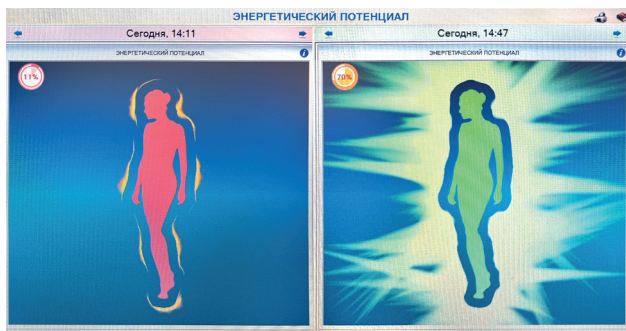 ЭНЕРГЕТИЧЕСКИЙ ПОТЕНЦИАЛ
Сегодня, 14:11
Сегодня, 14:47
ЭНЕРГЕТИЧЕСКИЙ ПОТЕНЦИАЛ
ЭНЕРГЕТИЧЕСКИЙ ПОТЕНЦИАЛ
11%
70%